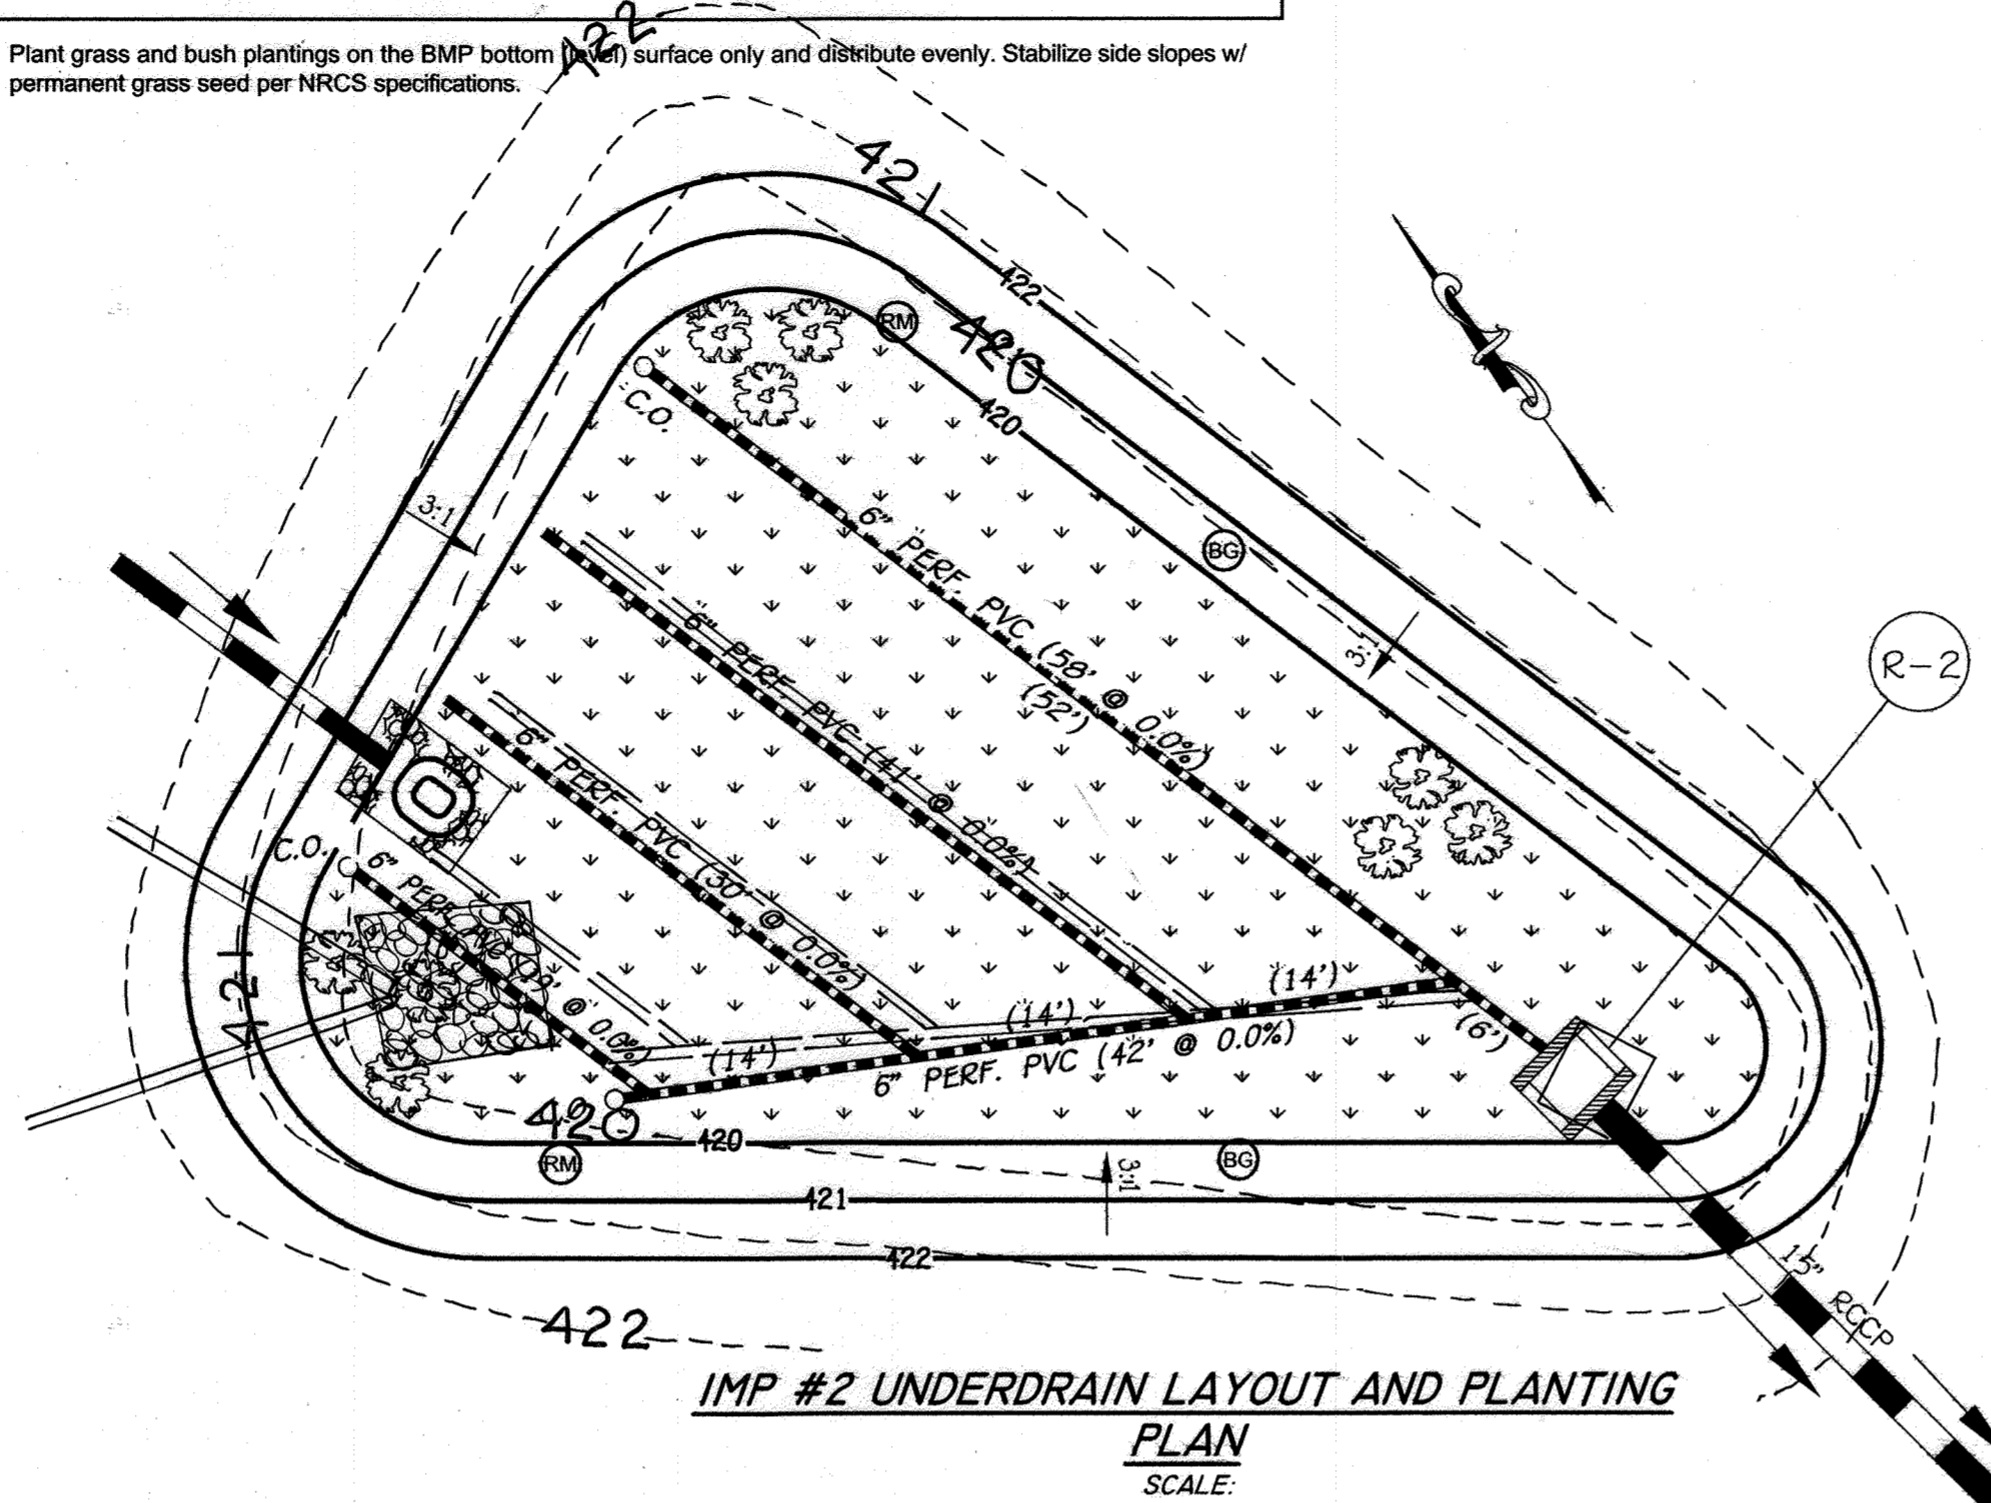 Plant grass and bush plantings on the BMP bottom (level) surface only and distribute evenly. Stabilize side slopes w/
permanent grass seed per NRCS specifications.
422
421
422
RM
420
420
C.O.
3:1
6" PERF. PVC (58' @ 0.0%)
(52')
BG
3:1
R-2
6" PERF. PVC (41' @ 0.0%)
6" PERF. PVC (30' @ 0.0%)
C.O.
6" PERF. PVC @ 0.0%)
421
(14')
(14')
(14')
(6')
6" PERF. PVC (42' @ 0.0%)
420
420
RM
BG
3:1
421
422
422
15" RCCP
IMP #2 UNDERDRAIN LAYOUT AND PLANTING
PLAN
SCALE: